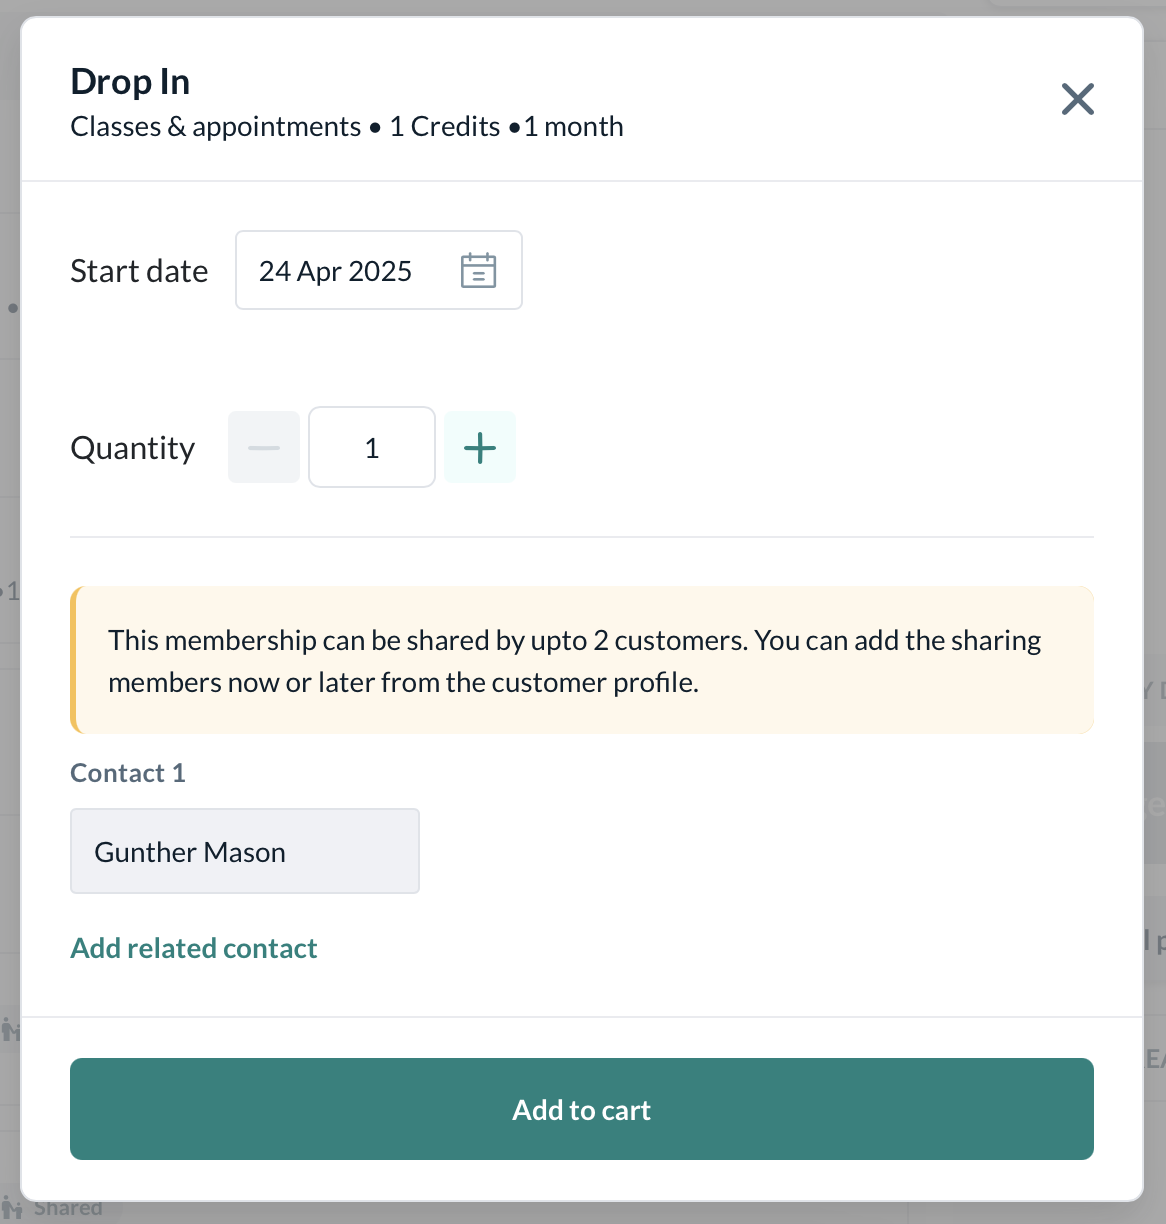 Drop In
Classes & appointments • 1 Credits •1 month
Start date
24 Apr 2025
Quantity
1
•1
This membership can be shared by upto 2 customers. You can add the sharing
members now or later from the customer profile.
Contact 1
Gunther Mason
Add related contact
Add to cart
Shared